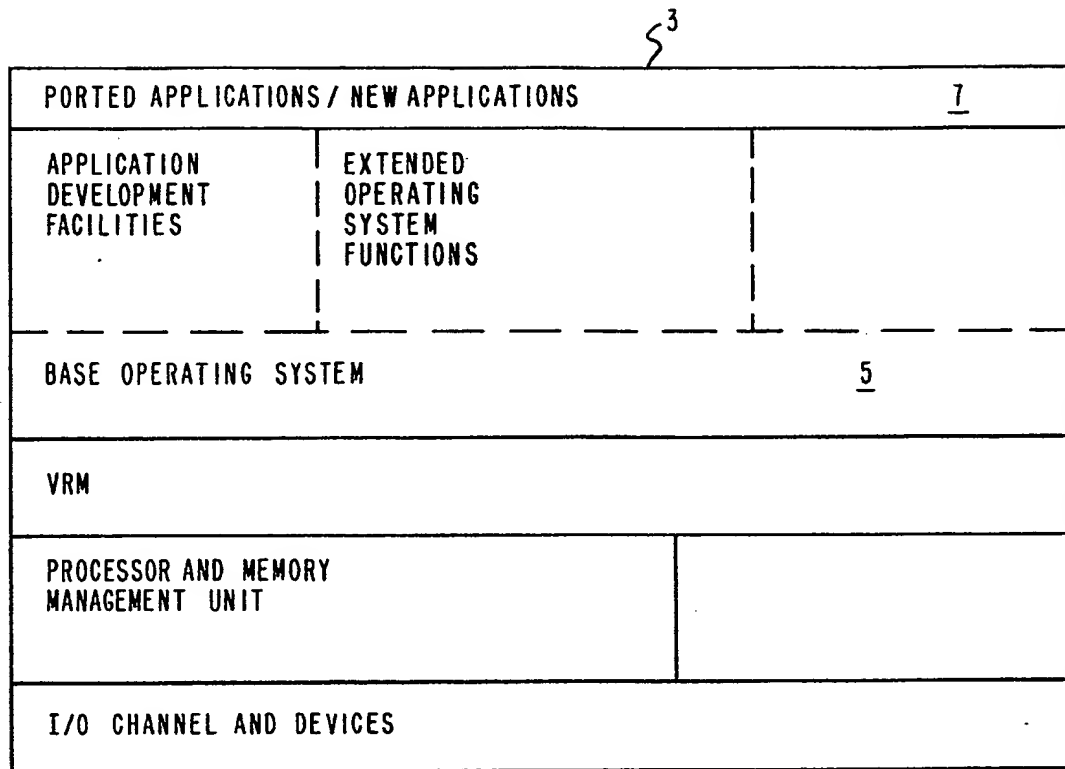 3
PORTED APPLICATIONS / NEW APPLICATIONS 7
APPLICATION
DEVELOPMENT
FACILITIES
EXTENDED
OPERATING
SYSTEM
FUNCTIONS
BASE OPERATING SYSTEM 5
VRM
PROCESSOR AND MEMORY
MANAGEMENT UNIT
I/O CHANNEL AND DEVICES